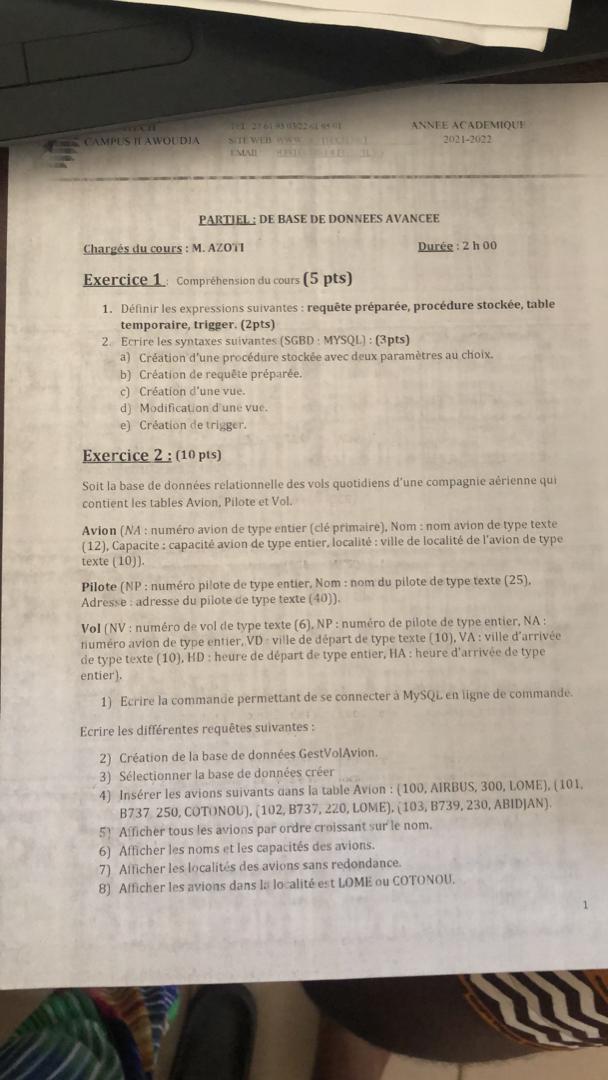 CAMPUS II AWOUDJA
SITE WEB
EMAIL
ANNEE ACADEMIQUE
2021-2022
PARTIEL : DE BASE DE DONNEES AVANCEE
Chargés du cours : M. AZOTI
Durée : 2 h 00
Exercice 1 : Compréhension du cours (5 pts)
1. Définir les expressions suivantes : requête préparée, procédure stockée, table
temporaire, trigger. (2pts)
2. Ecrire les syntaxes suivantes (SGBD : MYSQL) : (3pts)
a) Création d'une procédure stockée avec deux paramètres au choix.
b) Création de requête préparée.
c) Création d'une vue.
d) Modification d'une vue.
e) Création de trigger.
Exercice 2 : (10 pts)
Soit la base de données relationnelle des vols quotidiens d'une compagnie aérienne qui
contient les tables Avion, Pilote et Vol.
Avion (NA : numéro avion de type entier (clé primaire), Nom : nom avion de type texte
(12), Capacite : capacité avion de type entier, localité : ville de localité de l'avion de type
texte (10)).
Pilote (NP : numéro pilote de type entier, Nom : nom du pilote de type texte (25),
Adresse : adresse du pilote de type texte (40)).
Vol (NV : numéro de vol de type texte (6), NP : numéro de pilote de type entier, NA :
numéro avion de type entier, VD : ville de départ de type texte (10), VA : ville d'arrivée
de type texte (10), HD : heure de départ de type entier, HA : heure d'arrivée de type
entier).
1) Ecrire la commande permettant de se connecter à MySQL en ligne de commande.
Ecrire les différentes requêtes suivantes :
2) Création de la base de données GestVolAvion.
3) Sélectionner la base de données créer
4) Insérer les avions suivants dans la table Avion : (100, AIRBUS, 300, LOME), (101,
B737, 250, COTONOU), (102, B737, 220, LOME), (103, B739, 230, ABIDJAN).
5) Afficher tous les avions par ordre croissant sur le nom.
6) Afficher les noms et les capacités des avions.
7) Afficher les localités des avions sans redondance.
8) Afficher les avions dans la localité est LOME ou COTONOU.
1